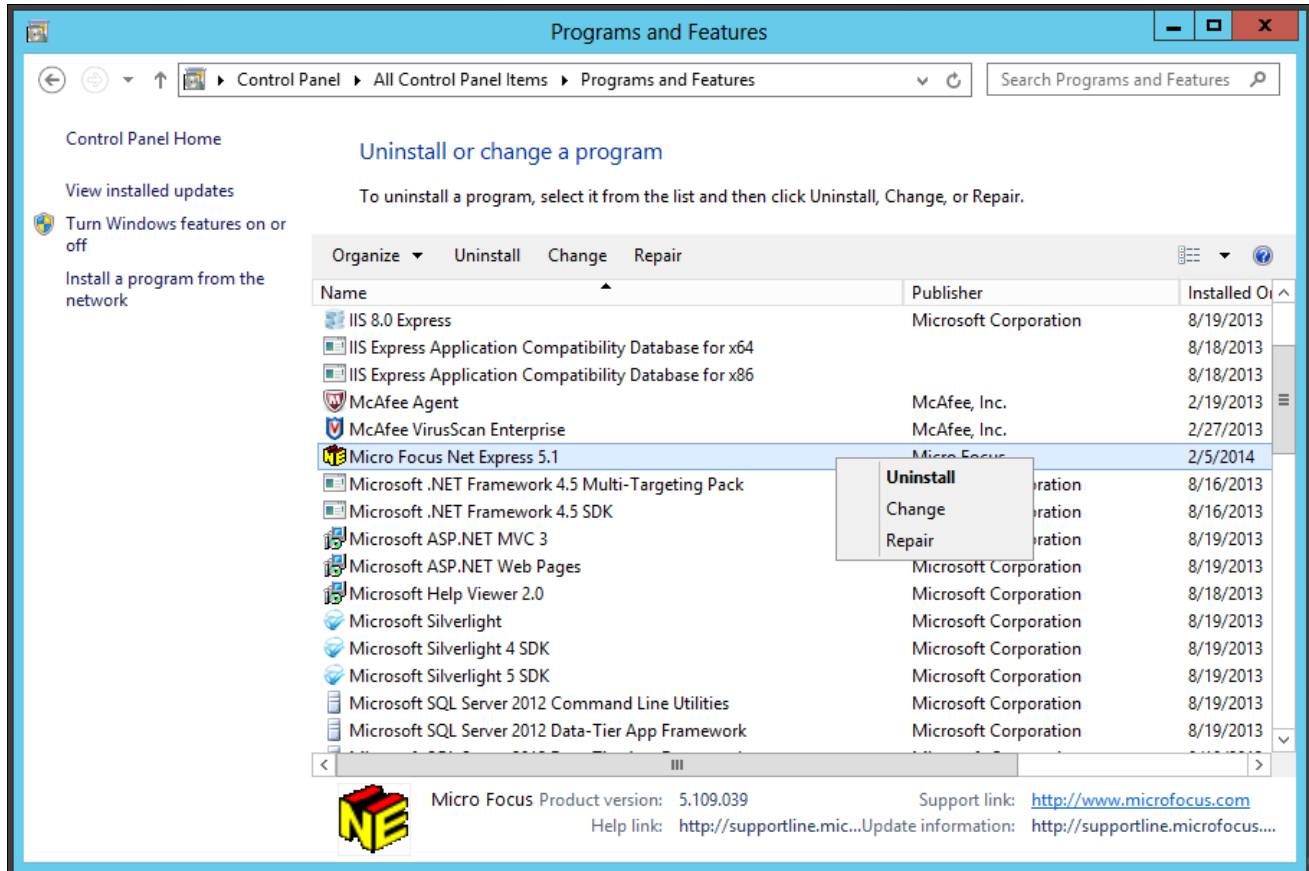 Programs and Features
Control Panel All Control Panel Items Programs and Features
Search Programs and Features
Control Panel Home
View installed updates
Turn Windows features on or
off
Install a program from the
network
Uninstall or change a program
To uninstall a program, select it from the list and then click Uninstall, Change, or Repair.
Organize Uninstall Change Repair
Name Publisher Installed O
IIS 8.0 Express Microsoft Corporation 8/19/2013
IIS Express Application Compatibility Database for x64 8/18/2013
IIS Express Application Compatibility Database for x86 8/18/2013
McAfee Agent McAfee, Inc. 2/19/2013
McAfee VirusScan Enterprise McAfee, Inc. 2/27/2013
Micro Focus Net Express 5.1 Micro Focus 2/5/2014
Microsoft .NET Framework 4.5 Multi-Targeting Pack oration 8/16/2013
Microsoft .NET Framework 4.5 SDK oration 8/16/2013
Microsoft ASP.NET MVC 3 oration 8/19/2013
Microsoft ASP.NET Web Pages Microsoft Corporation 8/19/2013
Microsoft Help Viewer 2.0 Microsoft Corporation 8/18/2013
Microsoft Silverlight Microsoft Corporation 8/19/2013
Microsoft Silverlight 4 SDK Microsoft Corporation 8/19/2013
Microsoft Silverlight 5 SDK Microsoft Corporation 8/19/2013
Microsoft SQL Server 2012 Command Line Utilities Microsoft Corporation 8/19/2013
Microsoft SQL Server 2012 Data-Tier App Framework Microsoft Corporation 8/19/2013
Uninstall
Change
Repair
NE
Micro Focus Product version: 5.109.039 Support link: http://www.microfocus.com
Help link: http://supportline.mic...Update information: http://supportline.microfocus....